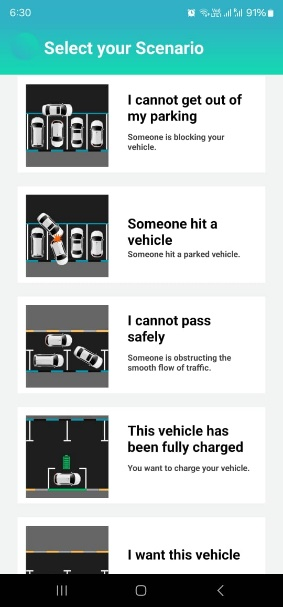 6:30
91%
Select your Scenario
I cannot get out of
my parking
Someone is blocking your
vehicle.
Someone hit a
vehicle
Someone hit a parked vehicle.
I cannot pass
safely
Someone is obstructing the
smooth flow of traffic.
This vehicle has
been fully charged
You want to charge your vehicle.
I want this vehicle